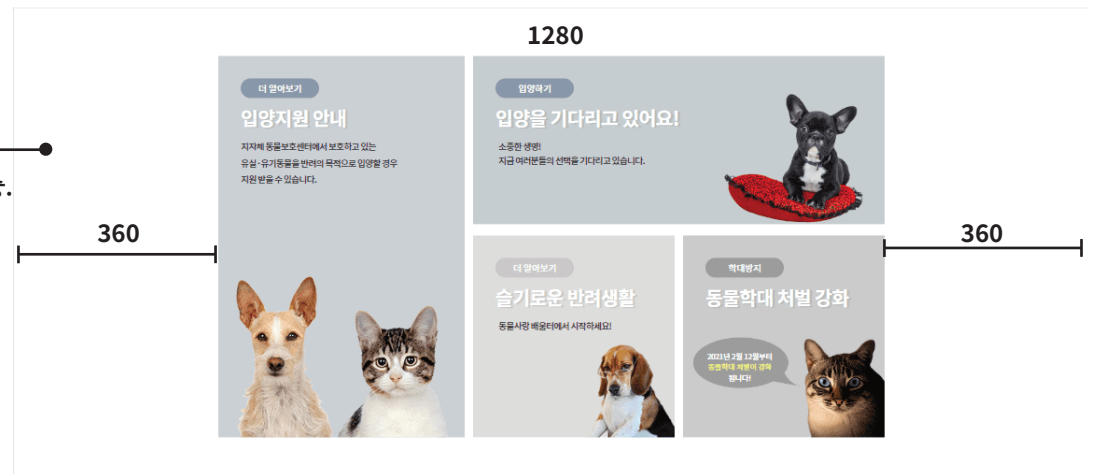 1280
360
360
더 알아보기
입양지원 안내
지자체 동물보호센터에서 보호하고 있는
유실·유기동물을 반려의 목적으로 입양할 경우
지원 받을 수 있습니다.
입양하기
입양을 기다리고 있어요!
소중한 생명!
지금 여러분들의 선택을 기다리고 있습니다.
더 알아보기
슬기로운 반려생활
동물사랑 배움터에서 시작하세요!
학대방지
동물학대 처벌 강화
2021년 2월 12월부터
동물학대 처벌이 강화
됩니다!